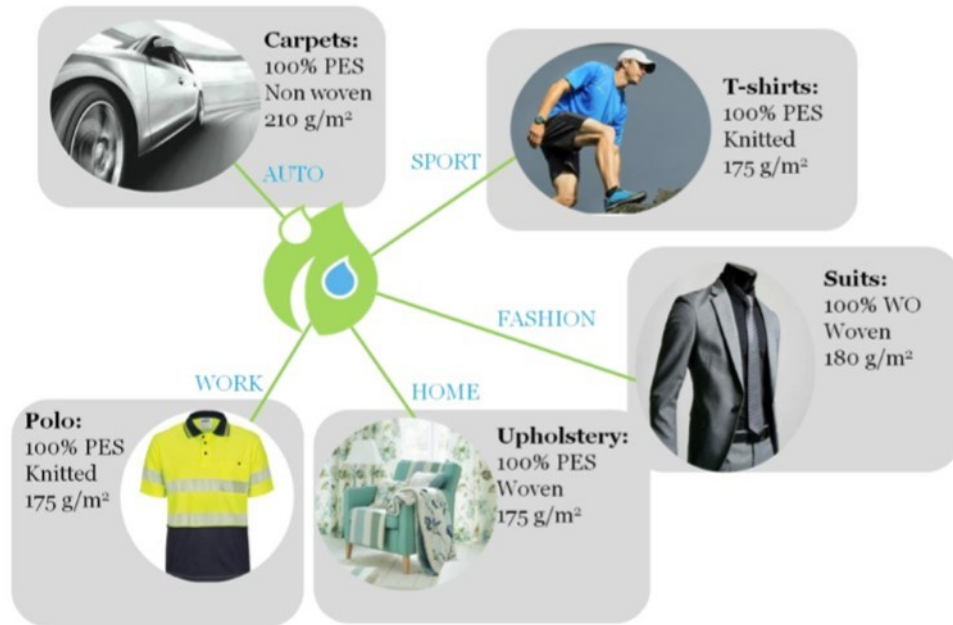 Carpets:
100% PES
Non woven
210 g/m²
AUTO
SPORT
T-shirts:
100% PES
Knitted
175 g/m²
FASHION
Suits:
100% WO
Woven
180 g/m²
WORK
Polo:
100% PES
Knitted
175 g/m²
HOME
Upholstery:
100% PES
Woven
175 g/m²